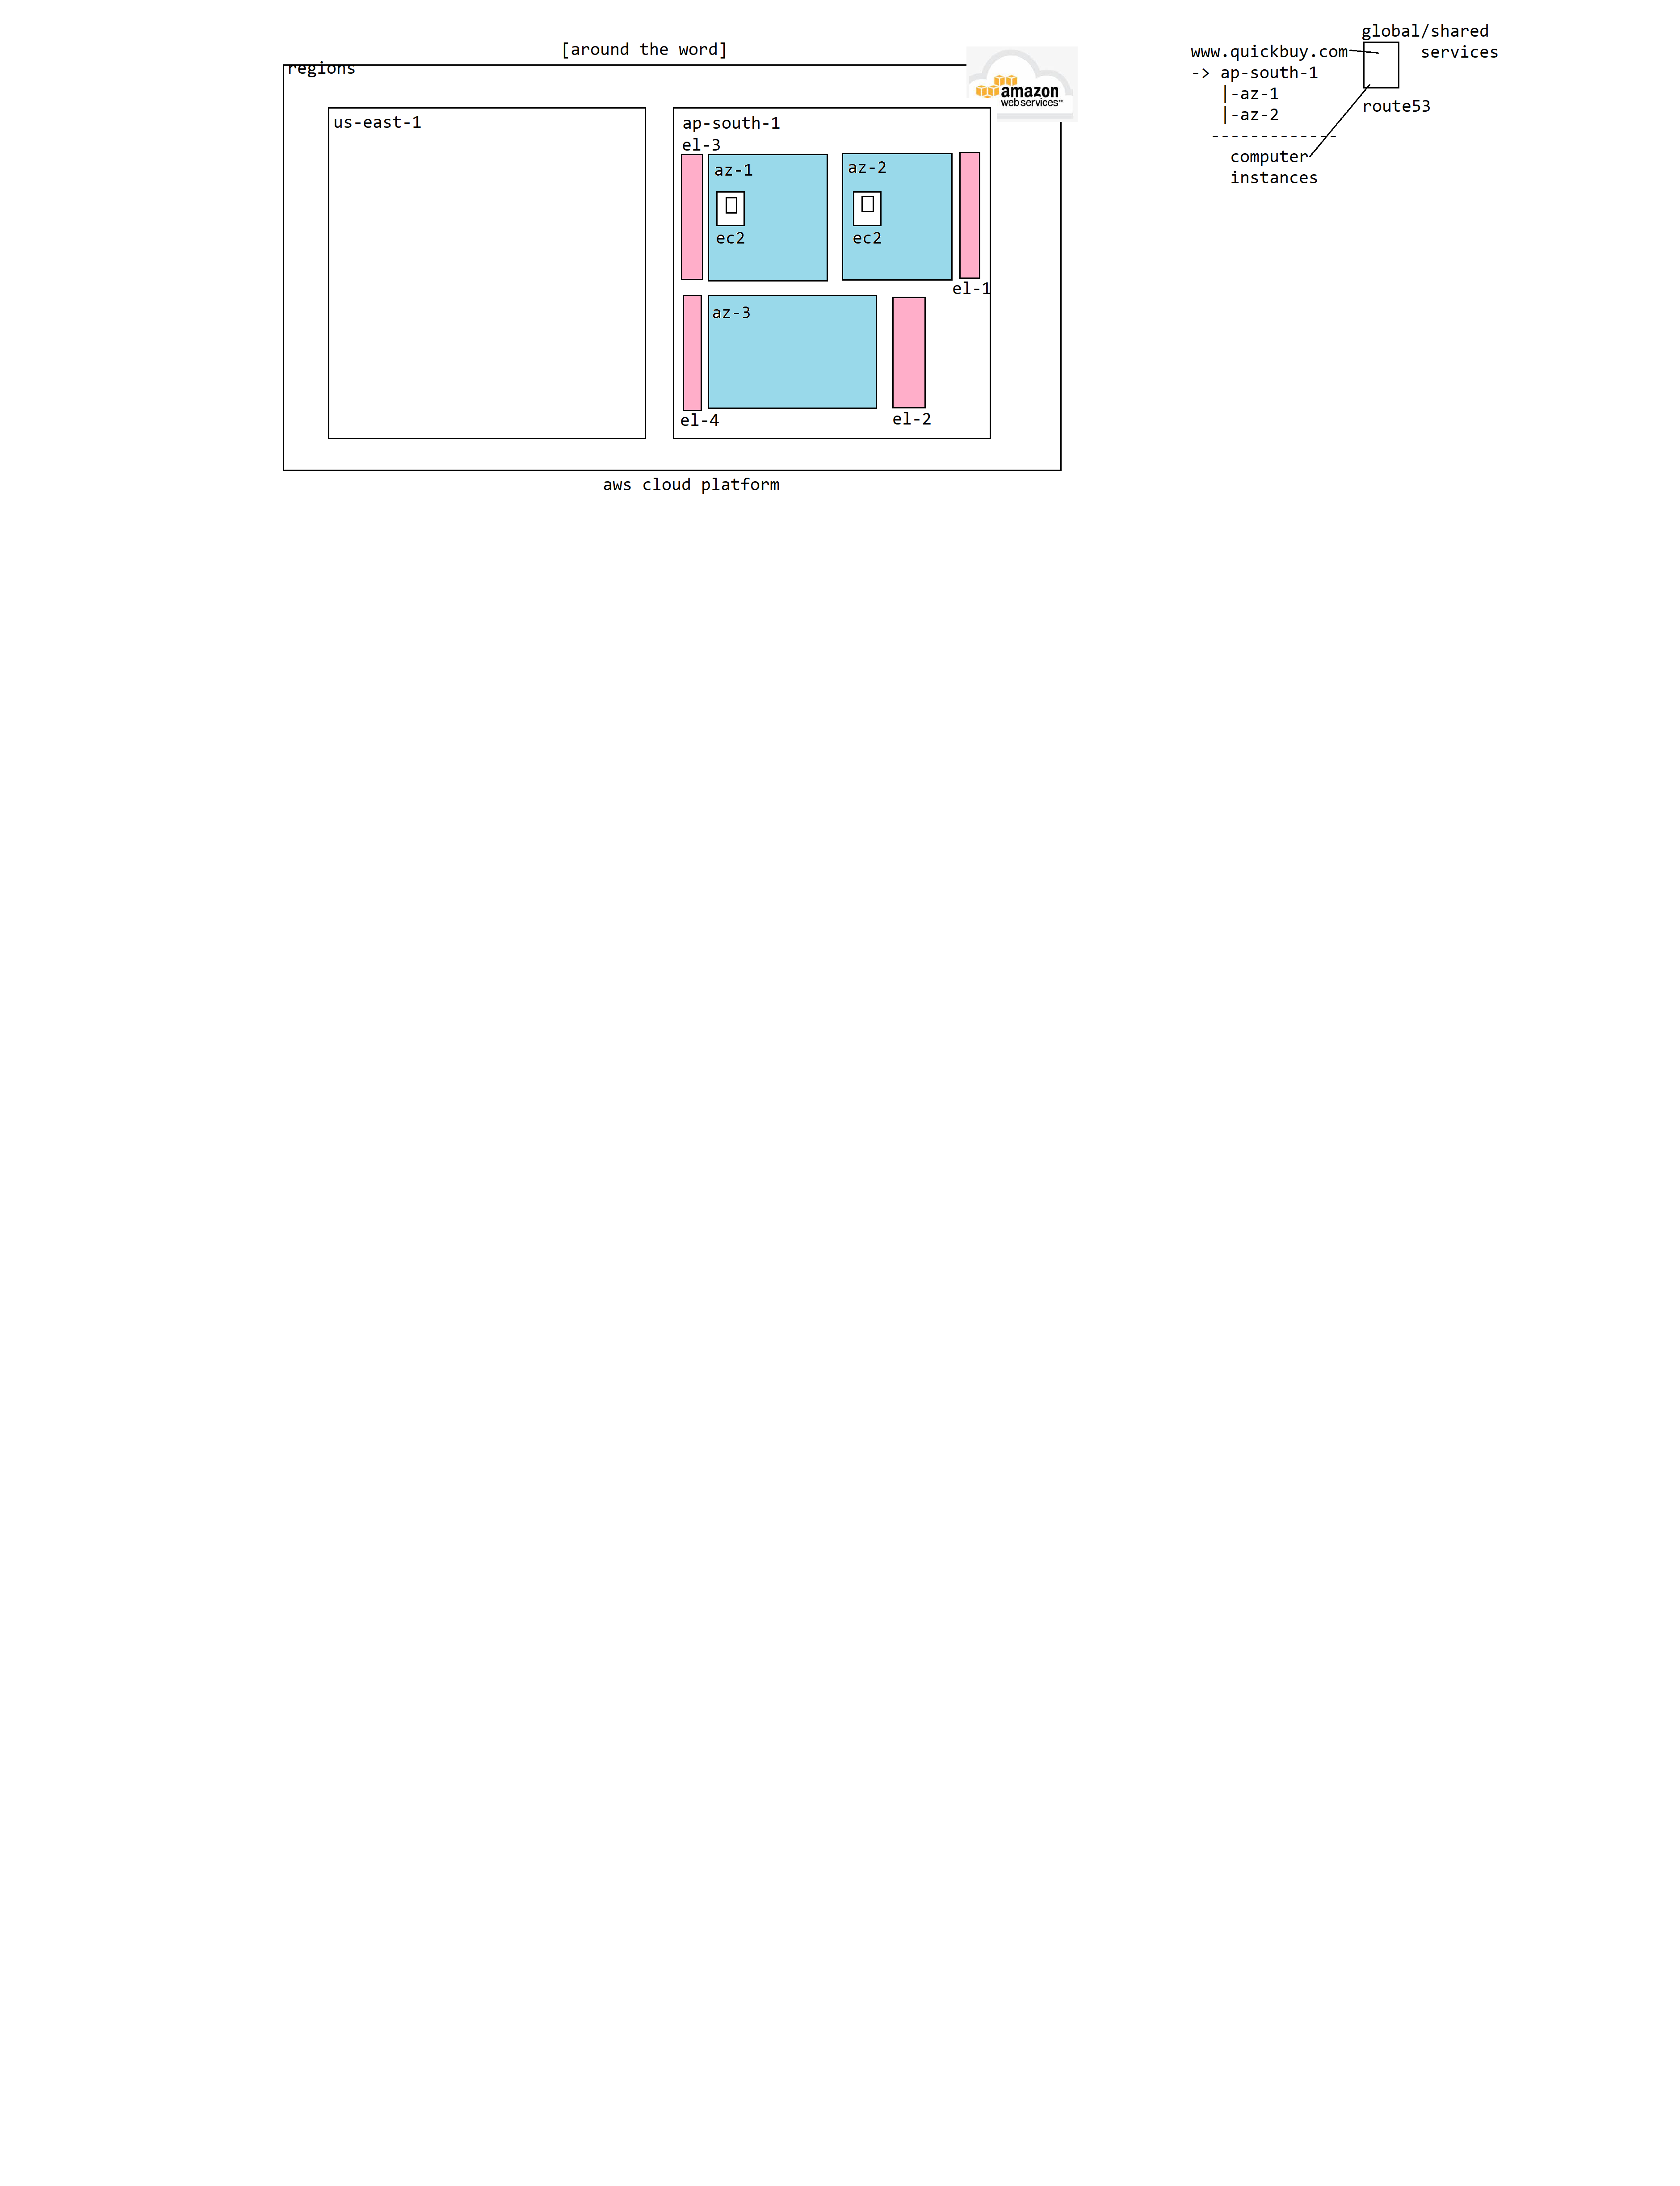 [around the word]
regions
amazon
webservices™
us-east-1
ap-south-1
el-3
az-1
az-2
ec2
ec2
el-1
az-3
el-4
el-2
aws cloud platform
global/shared
services
www.quickbuy.com
-> ap-south-1
|-az-1
|-az-2
-------------
route53
computer
instances